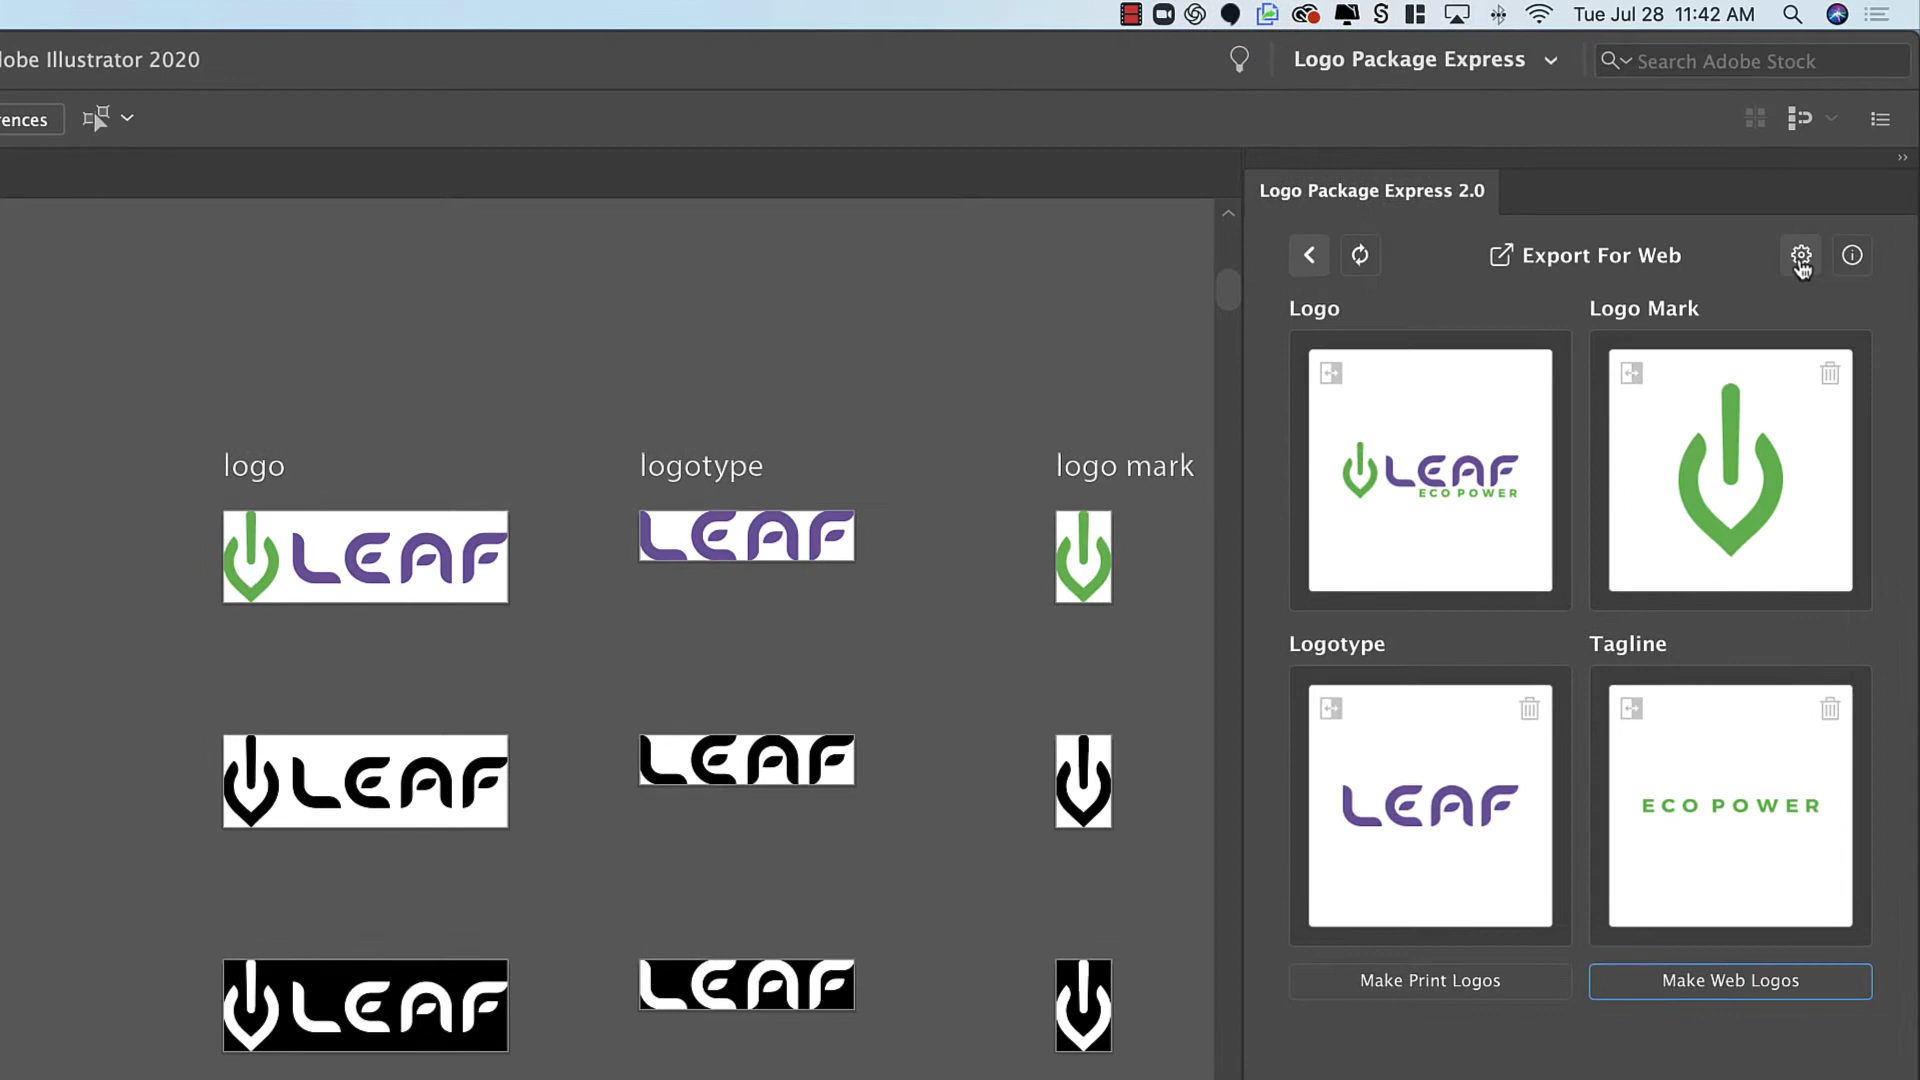 Tue Jul 28 11:42 AM
dobe Illustrator 2020
Logo Package Express
Search Adobe Stock
rences
Logo Package Express 2.0
Export For Web
Logo
Logo Mark
LEAF
ECO POWER
Logotype
Tagline
LEAF
ECO POWER
Make Print Logos
Make Web Logos
logo
logotype
logo mark
LEAF
LEAF
LEAF
LEAF
LEAF
LEAF